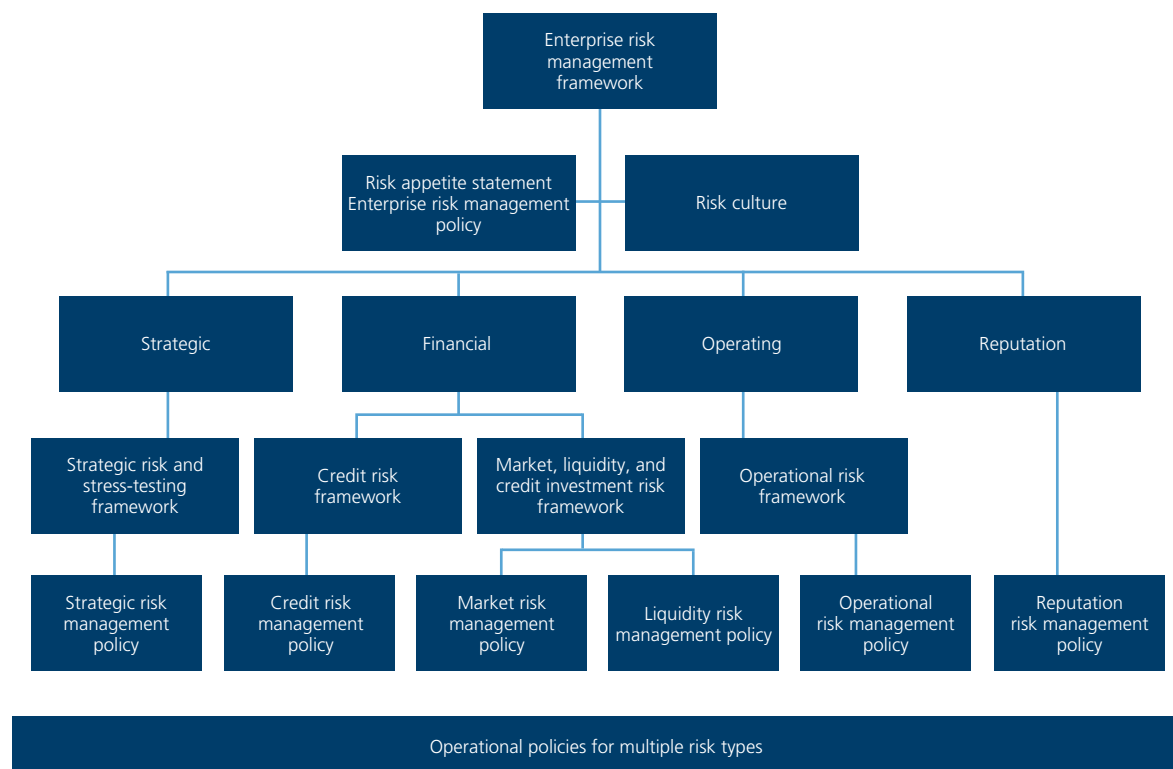 Enterprise risk
management
framework
Risk appetite statement
Enterprise risk management
policy
Risk culture
Strategic
Financial
Operating
Reputation
Strategic risk and
stress-testing
framework
Credit risk
framework
Market, liquidity, and
credit investment risk
framework
Operational risk
framework
Strategic risk
management
policy
Credit risk
management
policy
Market risk
management
policy
Liquidity risk
management policy
Operational
risk management
policy
Reputation
risk management
policy
Operational policies for multiple risk types